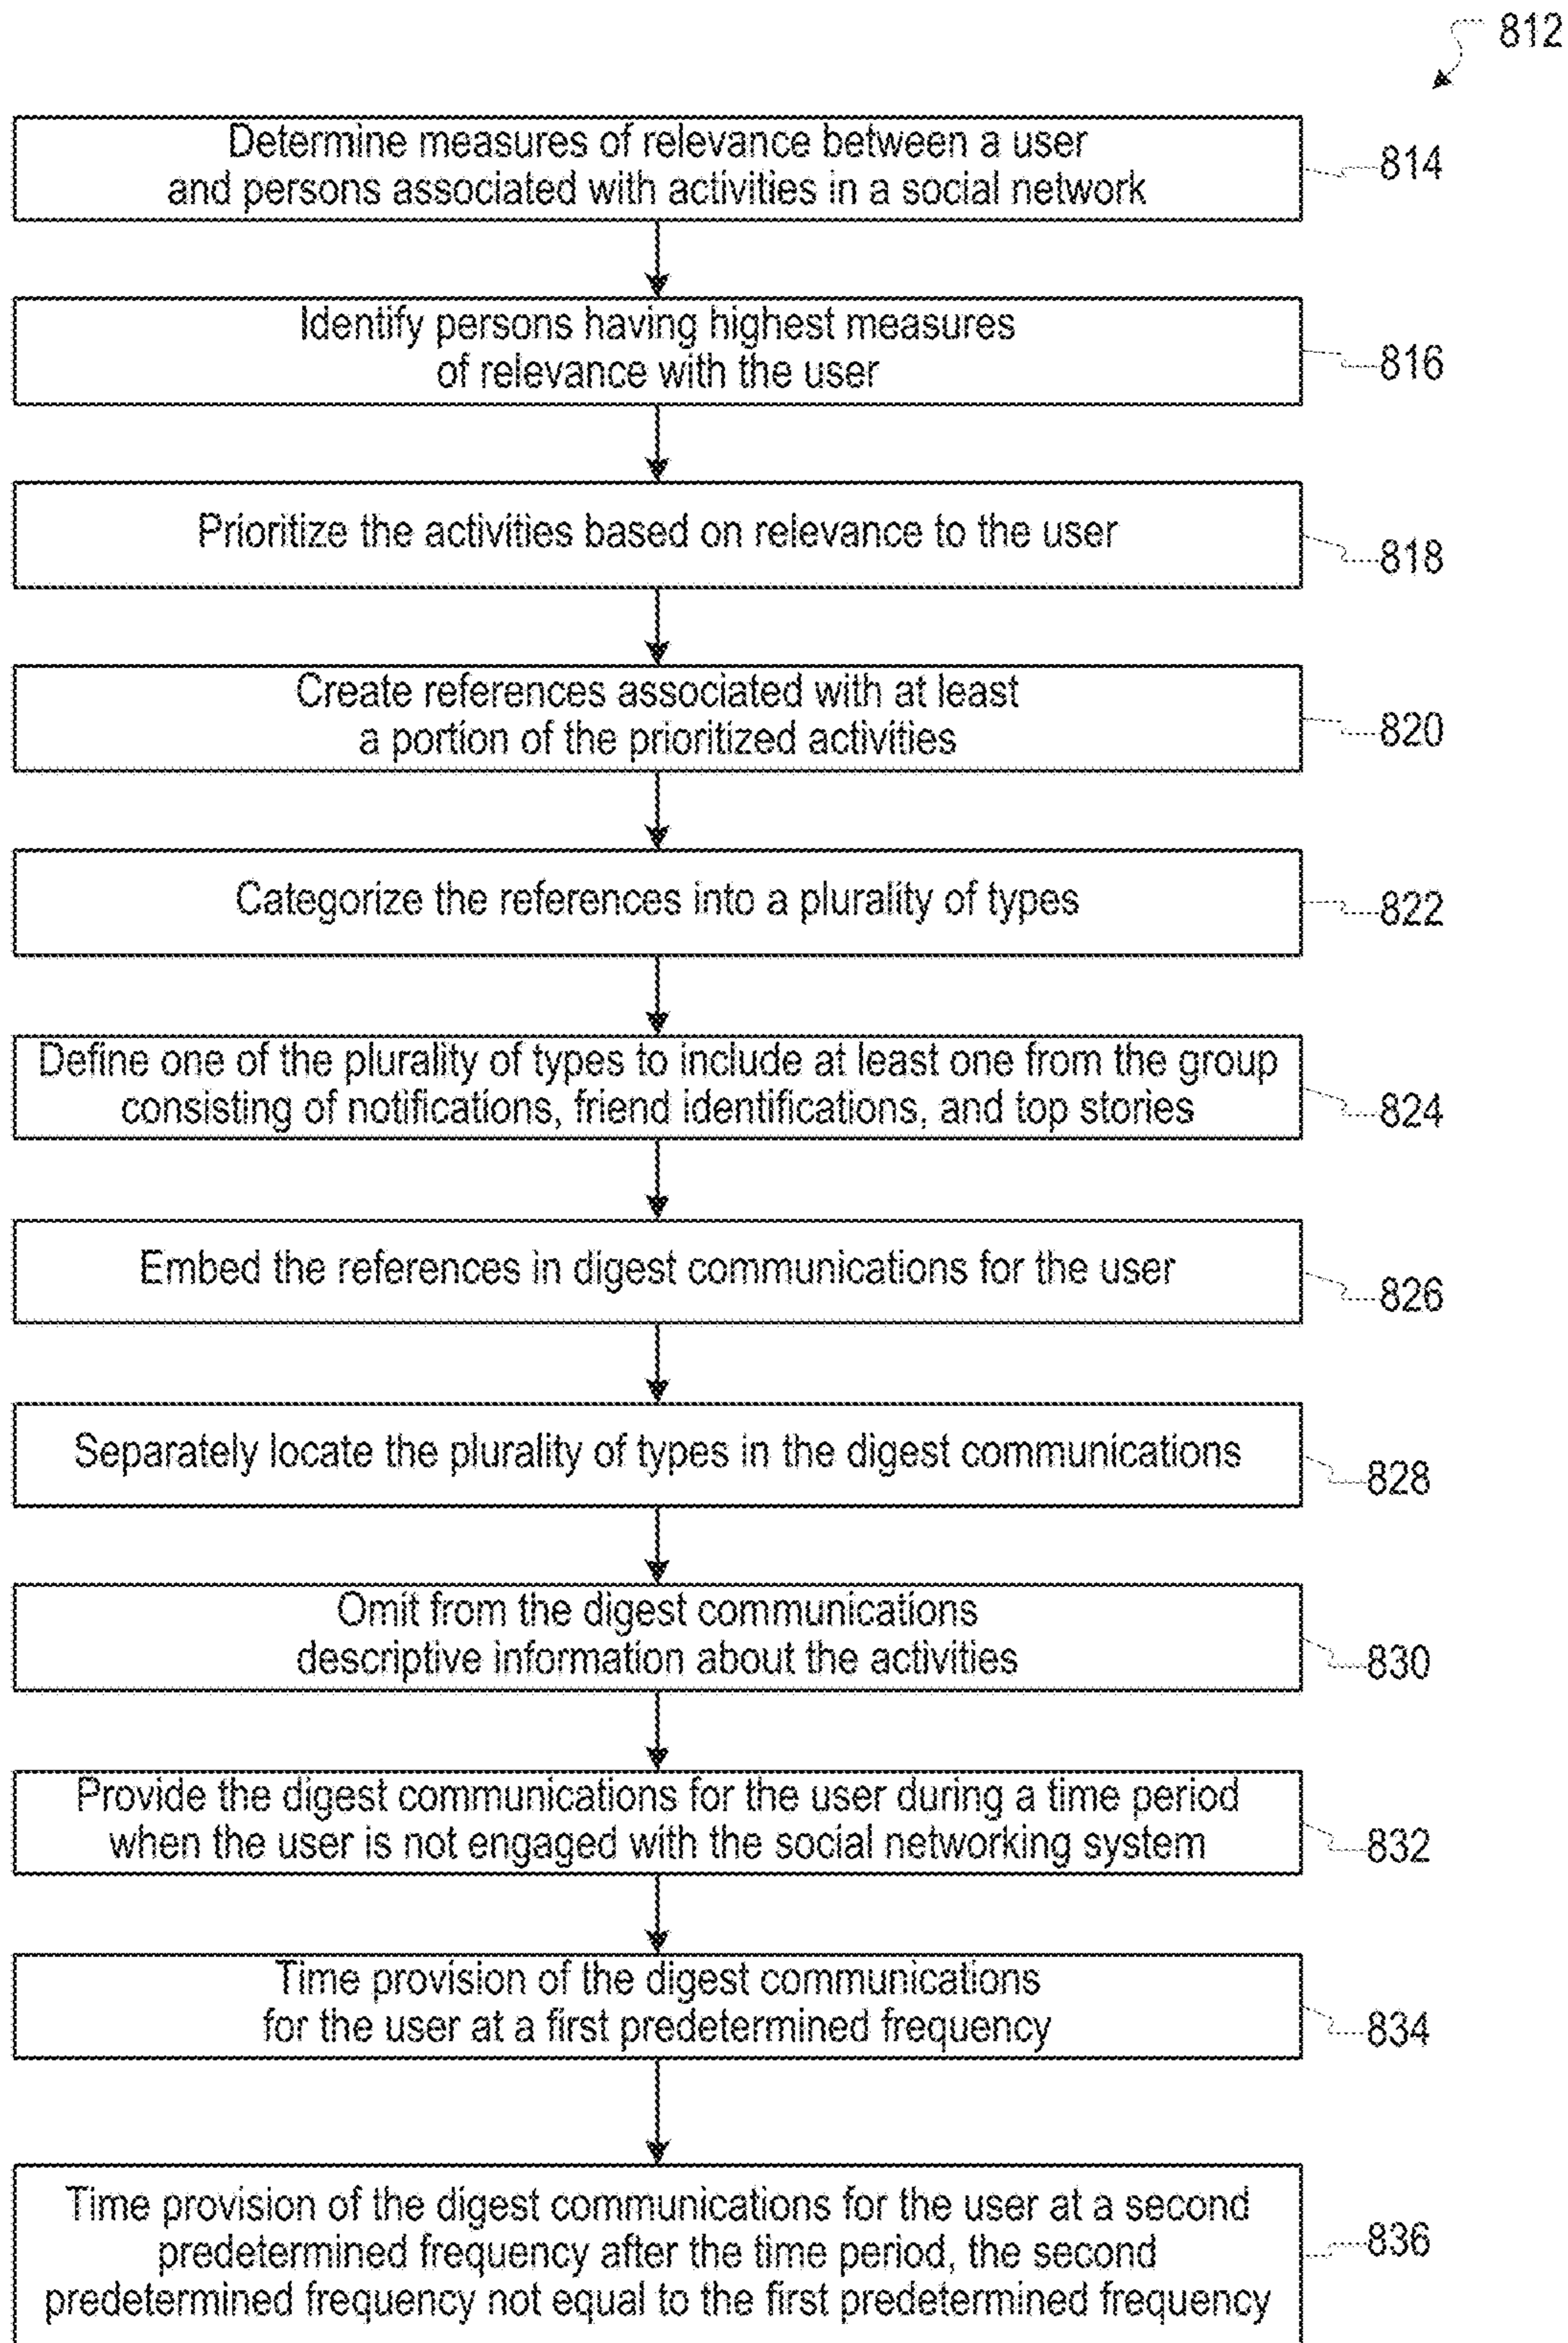 812
Determine measures of relevance between a user
and persons associated with activities in a social network
814
Identify persons having highest measures
of relevance with the user
816
Prioritize the activities based on relevance to the user
818
Create references associated with at least
a portion of the prioritized activities
820
Categorize the references into a plurality of types
822
Define one of the plurality of types to include at least one from the group
consisting of notifications, friend identifications, and top stories
824
Embed the references in digest communications for the user
826
Separately locate the plurality of types in the digest communications
828
Omit from the digest communications
descriptive information about the activities
830
Provide the digest communications for the user during a time period
when the user is not engaged with the social networking system
832
Time provision of the digest communications
for the user at a first predetermined frequency
834
Time provision of the digest communications for the user at a second
predetermined frequency after the time period, the second
predetermined frequency not equal to the first predetermined frequency
836